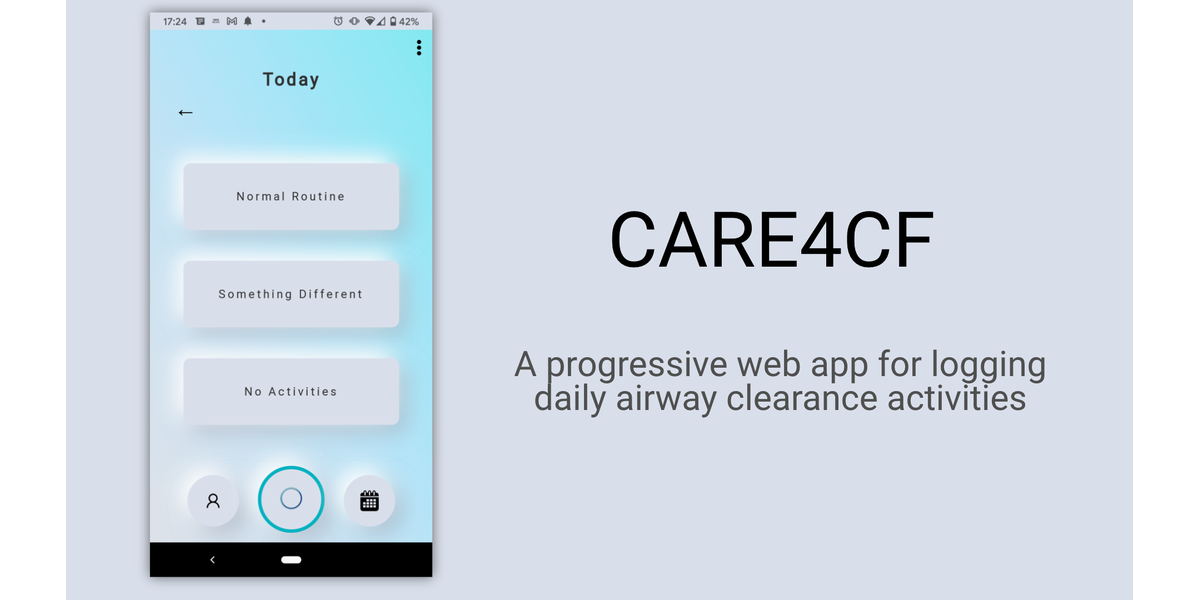 17:24
42%
Today
←
Normal Routine
Something Different
No Activities
CARE4CF
A progressive web app for logging
daily airway clearance activities